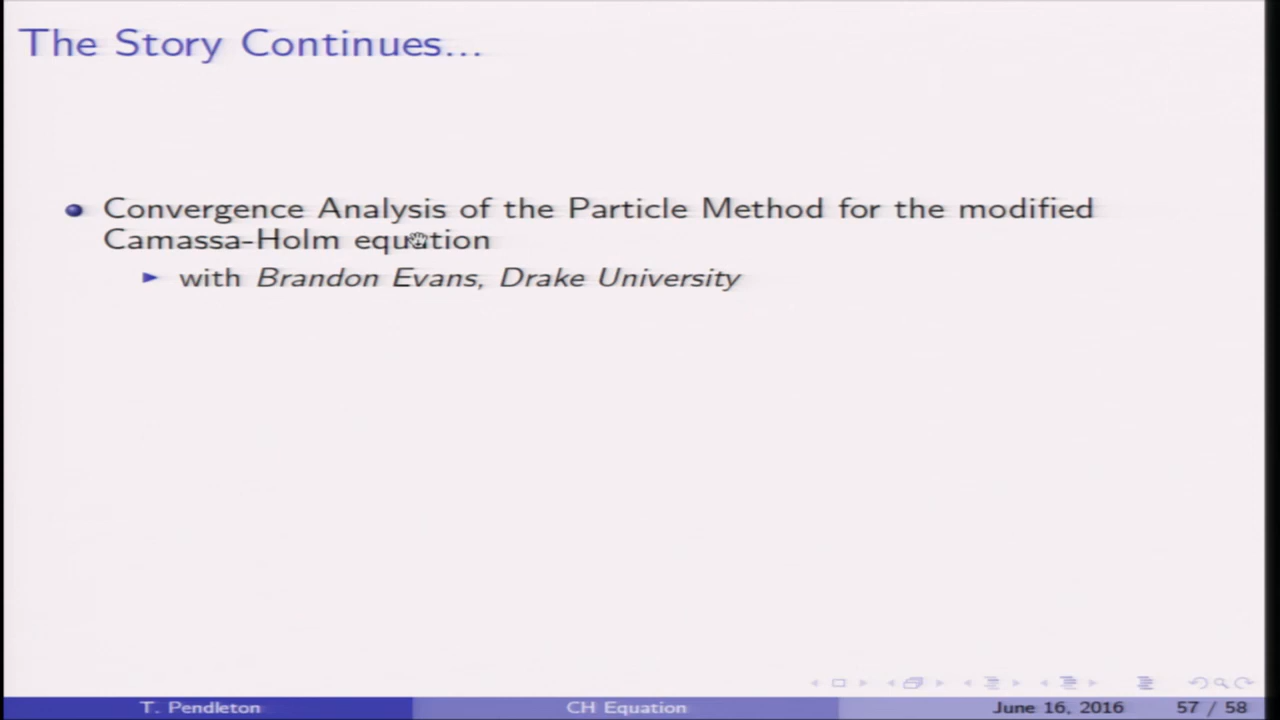 The Story Continues...
Convergence Analysis of the Particle Method for the modified
Camassa-Holm equation
with Brandon Evans, Drake University
T. Pendleton
CH Equation
June 16, 2016
57 / 58